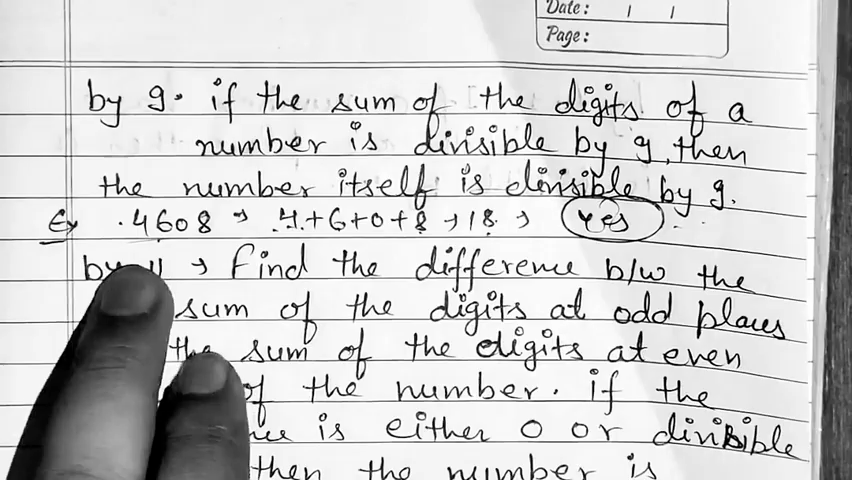 Date: / /
Page:
by 9. if the sum of the digits of a
number is divisible by 9, then
the number itself is divisible by 9.
Ex .4608 → 4+6+0+8 → 18 → Yes
by 11 → Find the difference b/w the
sum of the digits at odd places
the sum of the digits at even
of the number. if the
is either 0 or divisible
then the number is